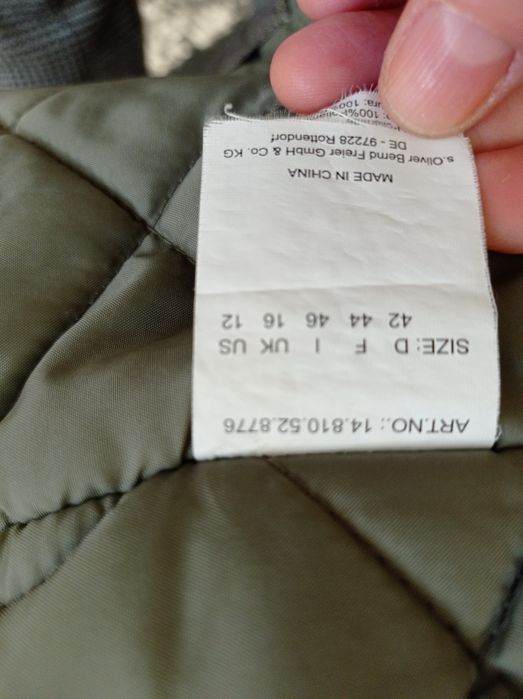 ART.NO.: 14.810.52.8776
SIZE: D F I UK US
42 44 46 16 12
MADE IN CHINA
s.Oliver Bernd Freier GmbH & Co. KG
DE - 97228 Rottendorf